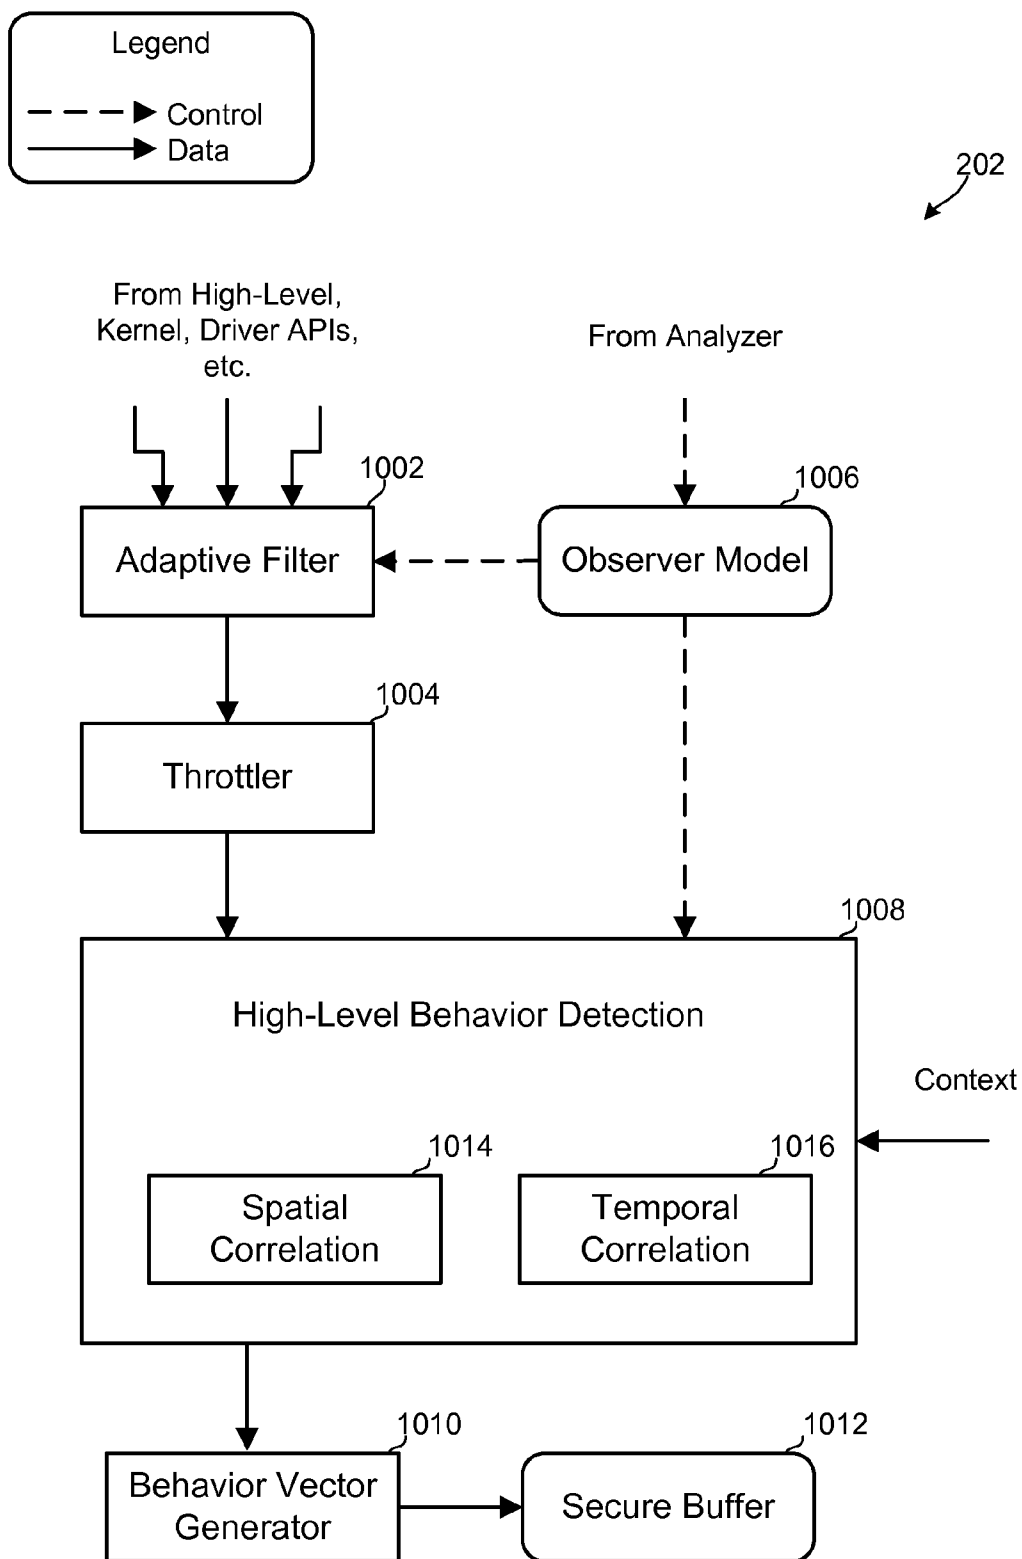 Legend
Control
Data
202
From High-Level,
Kernel, Driver APIs,
etc.
From Analyzer
1002
1006
Adaptive Filter
Observer Model
1004
Throttler
1008
High-Level Behavior Detection
Context
1014
1016
Spatial
Correlation
Temporal
Correlation
1010
1012
Behavior Vector
Generator
Secure Buffer